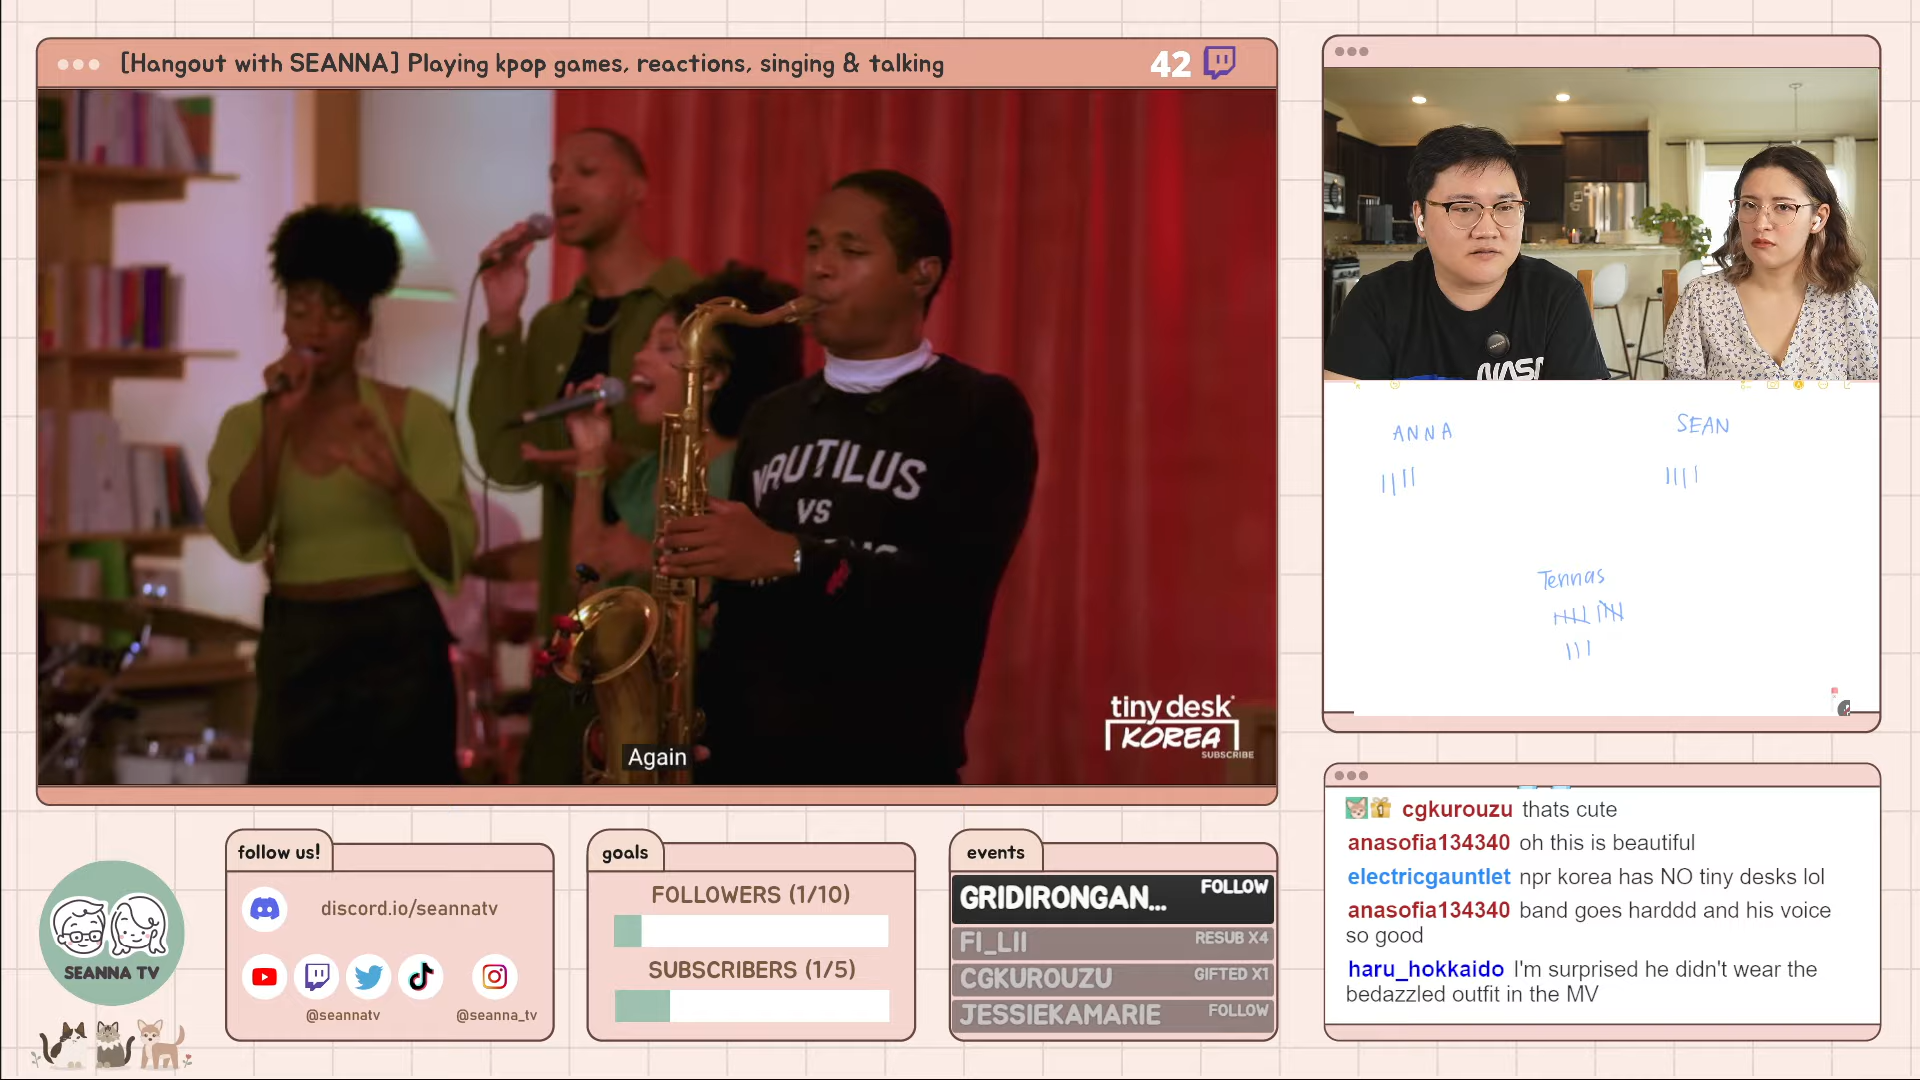 [Hangout with SEANNA] Playing kpop games, reactions, singing & talking
42
NAUTILUS
VS
Again
tiny desk
KOREA
SUBSCRIBE
NASA
ANNA
SEAN
Tennas
cgkurouzu thats cute
anasofia134340 oh this is beautiful
electricgauntlet npr korea has NO tiny desks lol
anasofia134340 band goes harddd and his voice
so good
haru_hokkaido I'm surprised he didn't wear the
bedazzled outfit in the MV
SEANNA TV
follow us!
discord.io/seannatv
@seannatv
@seanna_tv
goals
FOLLOWERS (1/10)
SUBSCRIBERS (1/5)
events
GRIDIRONGAN... FOLLOW
FI_LII RESUB X4
CGKUROUZU GIFTED X1
JESSIEKAMARIE FOLLOW